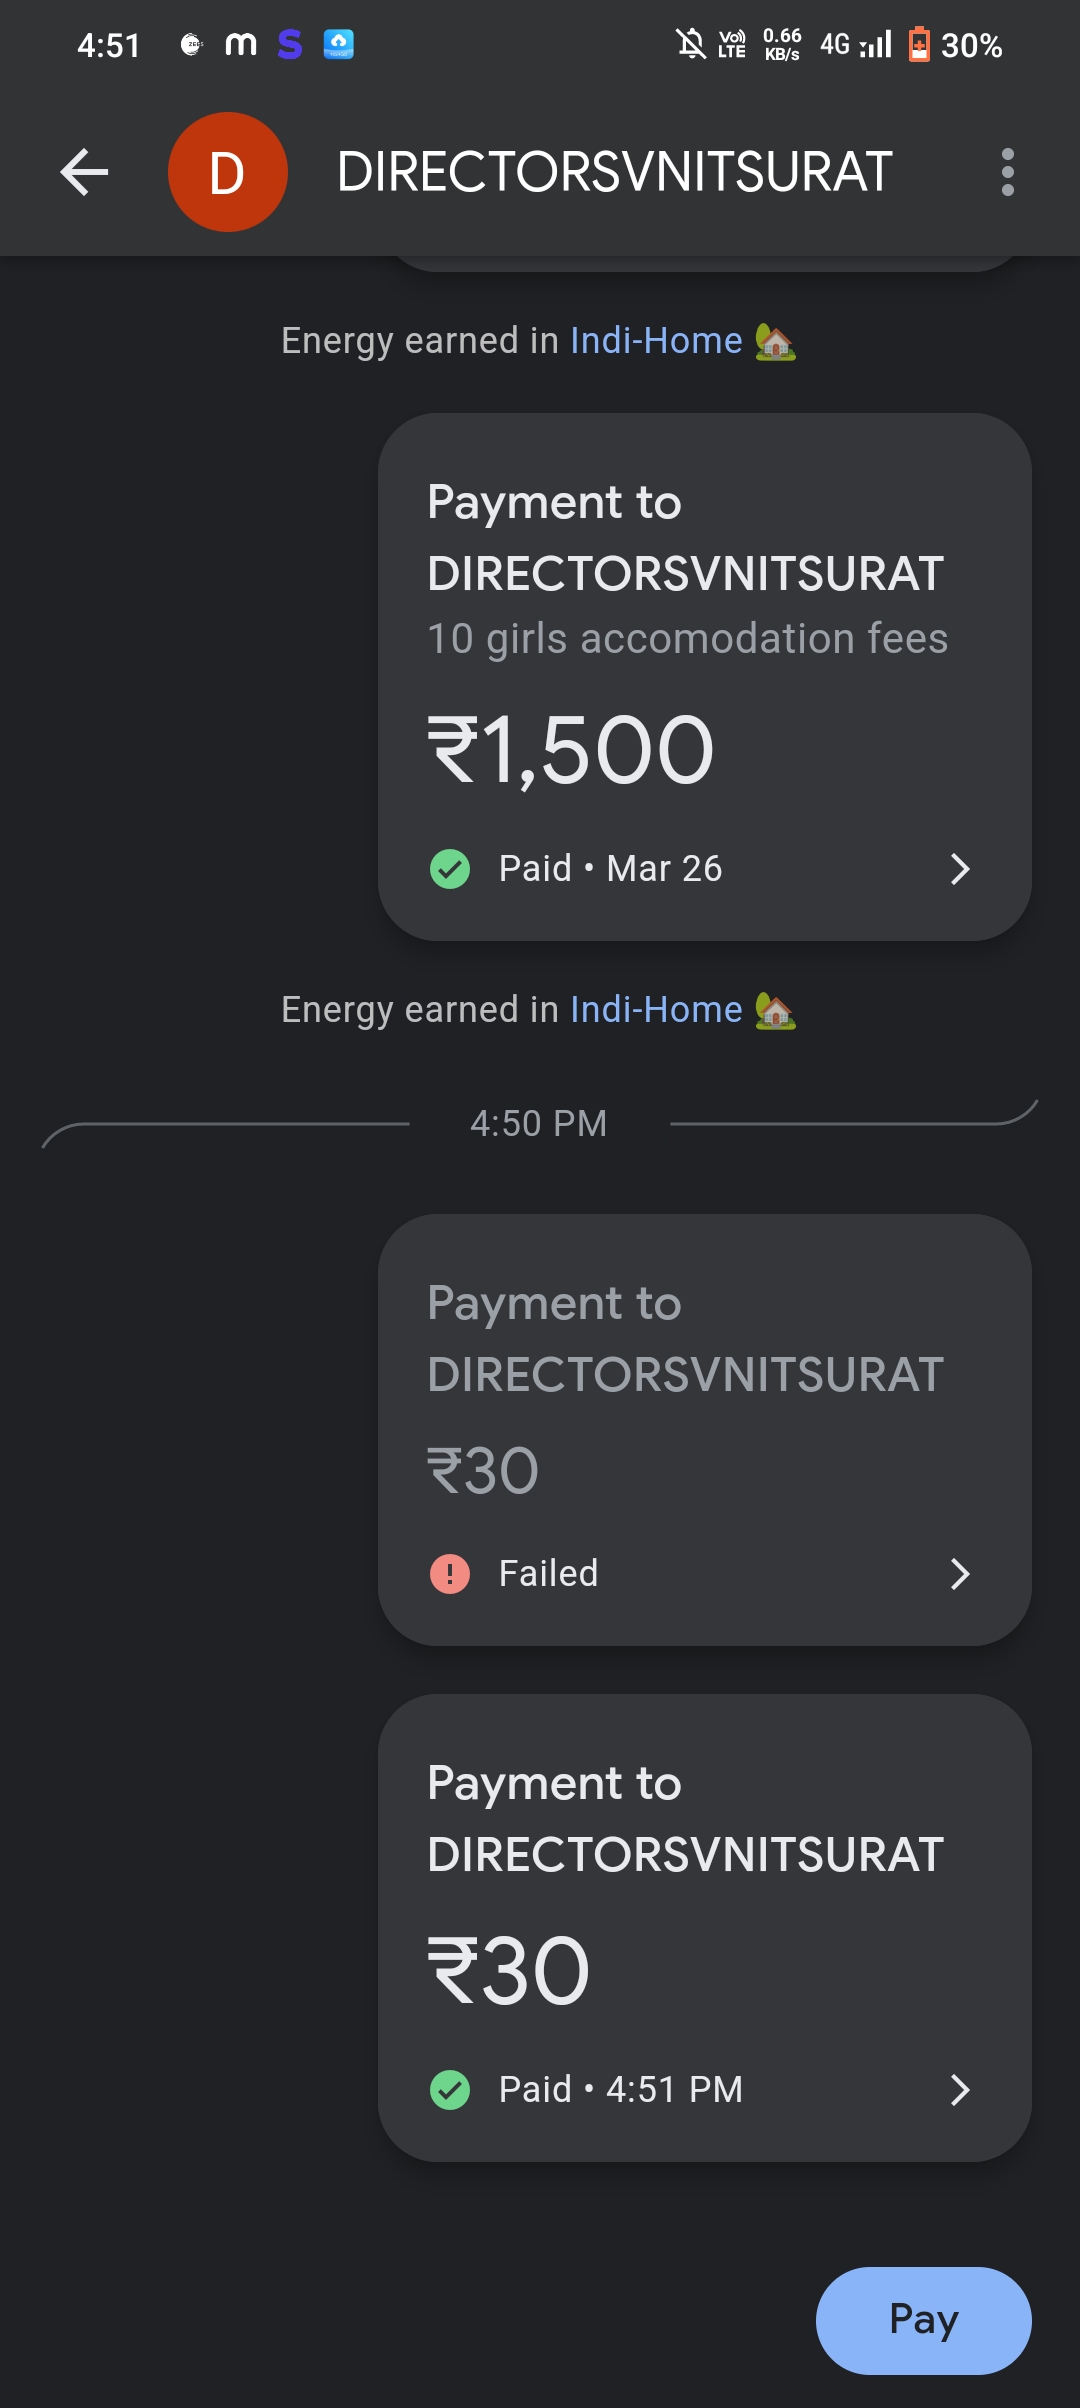 4:51
m
S
Vo)) LTE
0.66 KB/s
4G
30%
D
DIRECTORSVNITSURAT
Energy earned in Indi-Home 🏡
Payment to
DIRECTORSVNITSURAT
10 girls accomodation fees
₹1,500
Paid • Mar 26
Energy earned in Indi-Home 🏡
4:50 PM
Payment to
DIRECTORSVNITSURAT
₹30
Failed
Payment to
DIRECTORSVNITSURAT
₹30
Paid • 4:51 PM
Pay